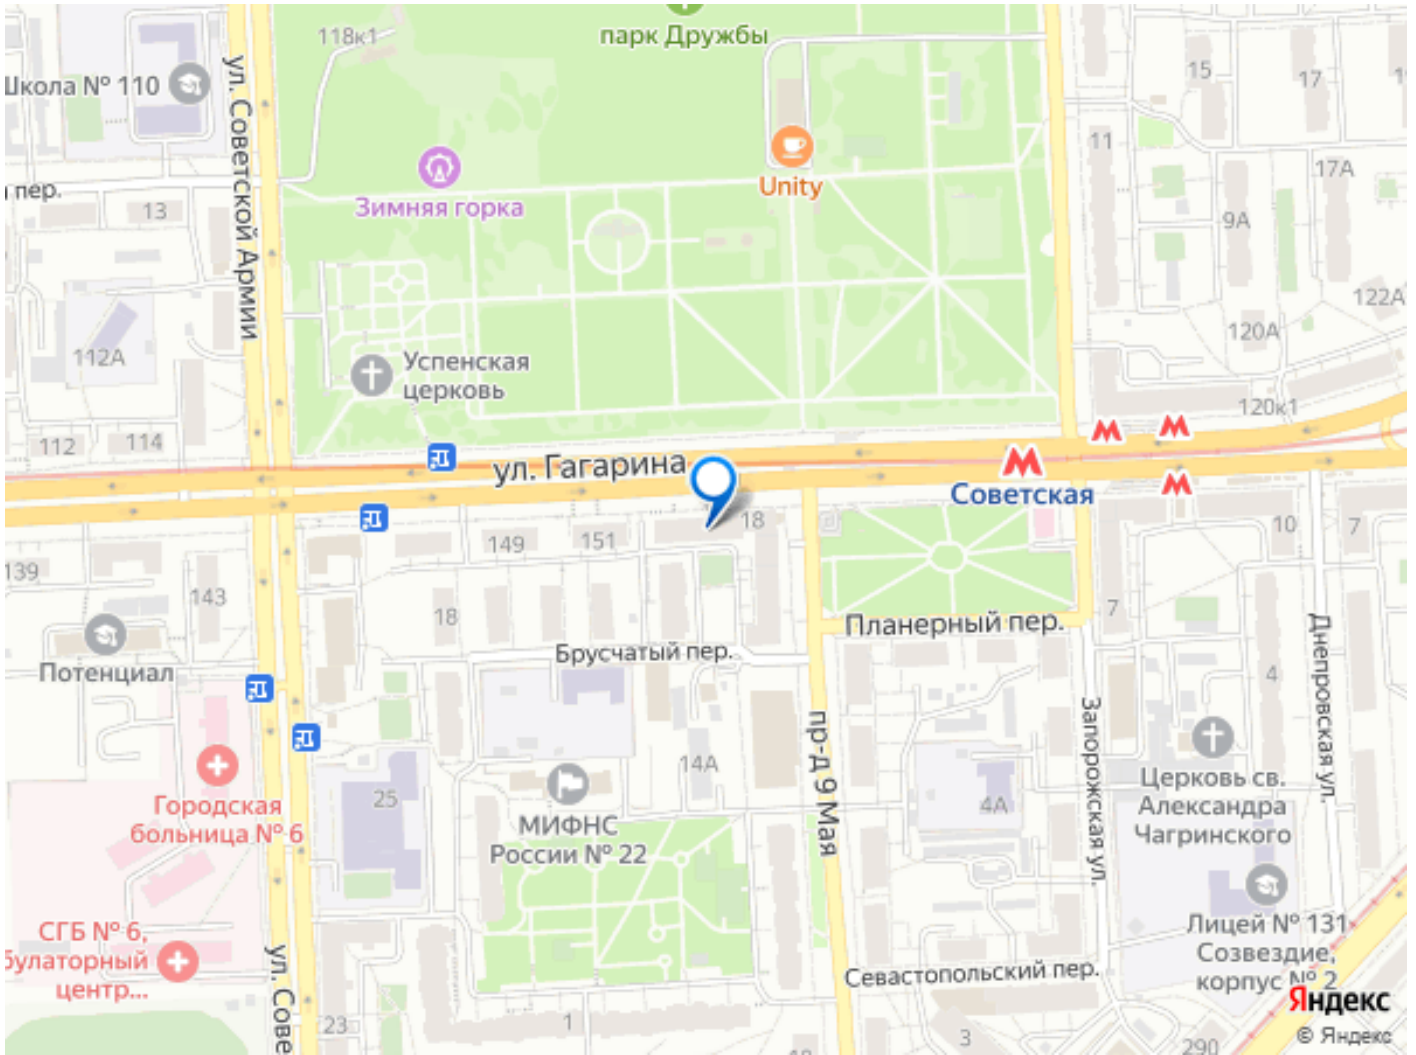 118к1
парк Дружбы
Школа № 110
ул. Советской Армии
15
17
11
Unity
17А
Зимняя горка
пер.
13
9А
122А
120А
112А
Успенская
церковь
120к1
112
114
ул. Гагарина
Советская
18
10
7
149
151
139
143
18
7
Планерный пер.
Днепровская ул.
Потенциал
Брусчатый пер.
4
Запорожская ул.
пр-д 9 Мая
14А
Церковь св.
Александра
Чагринского
Городская
больница № 6
25
4А
МИФНС
России № 22
Лицей № 131
Созвездие,
корпус № 2
СГБ № 6,
булаторный
центр...
ул. Сове
Севастопольский пер.
23
1
3
290
Яндекс
© Яндекс